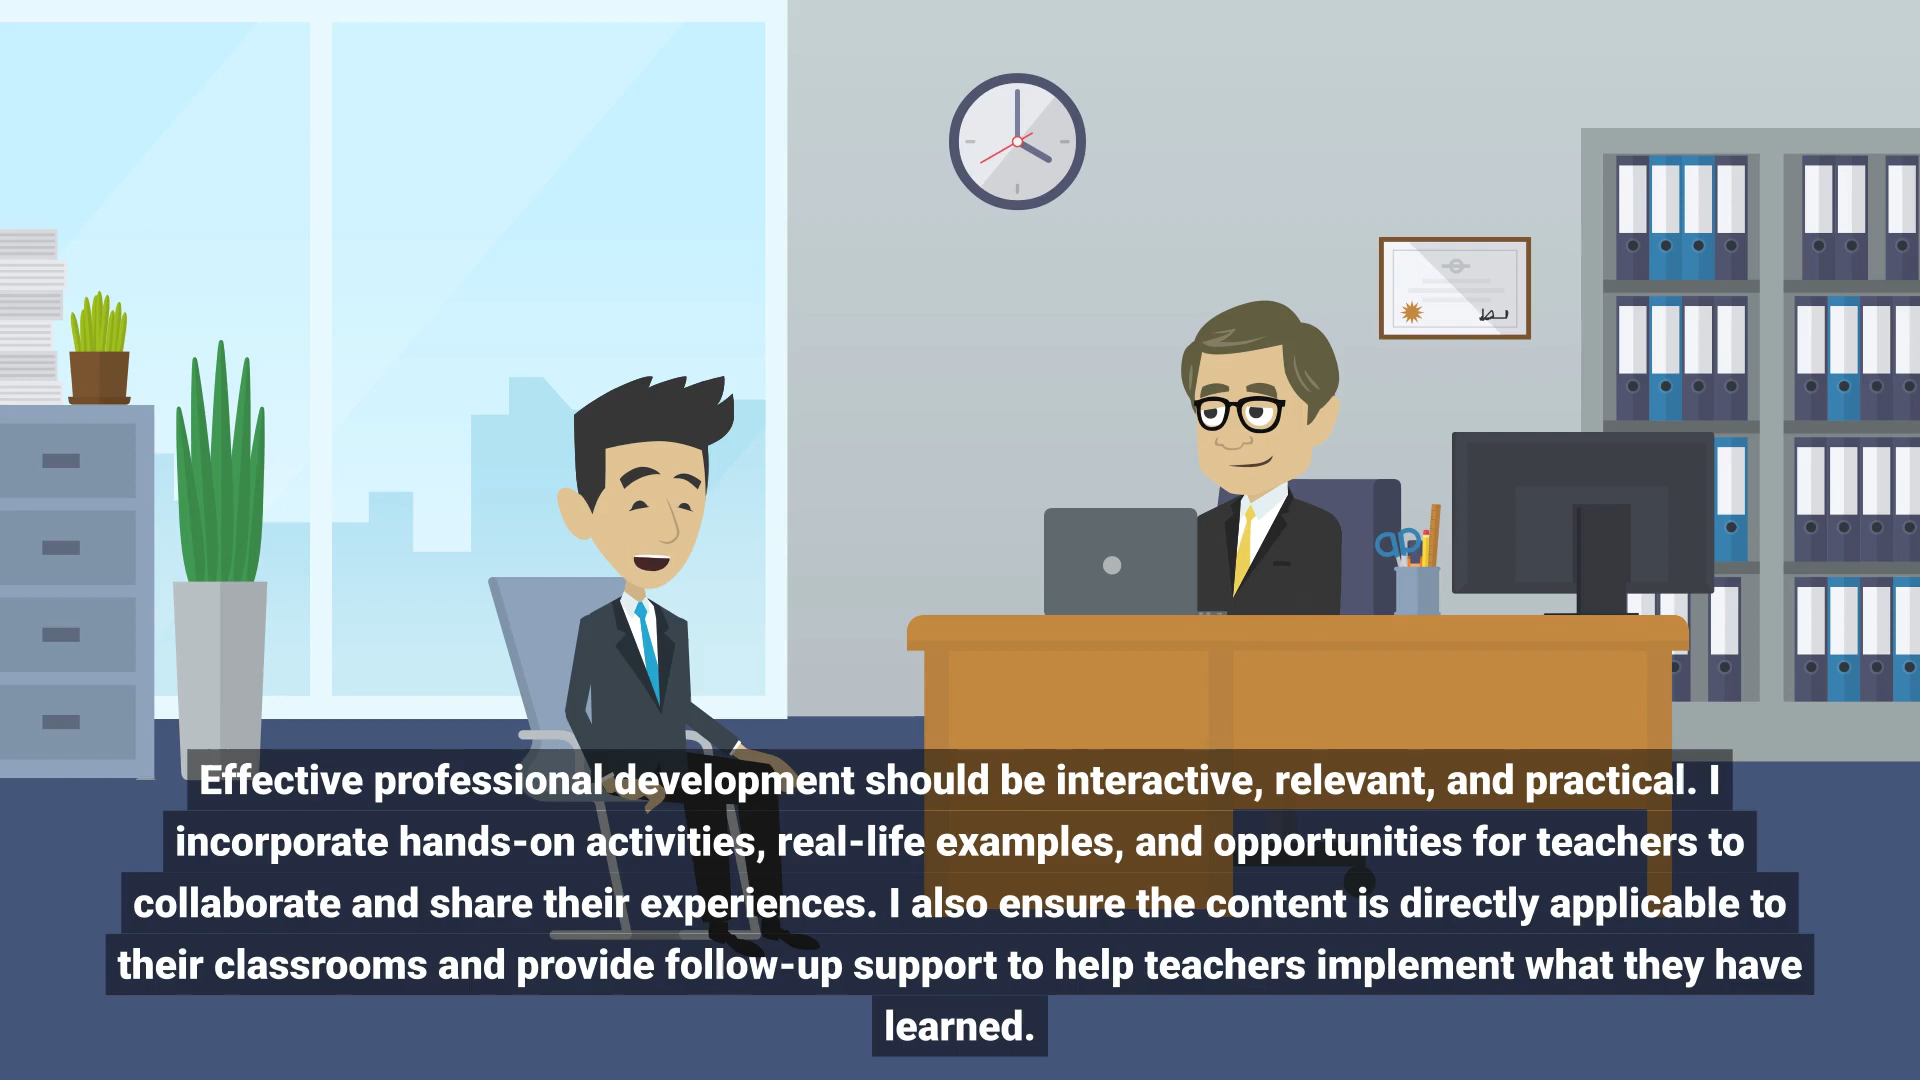 Effective professional development should be interactive, relevant, and practical. I
incorporate hands-on activities, real-life examples, and opportunities for teachers to
collaborate and share their experiences. I also ensure the content is directly applicable to
their classrooms and provide follow-up support to help teachers implement what they have
learned.